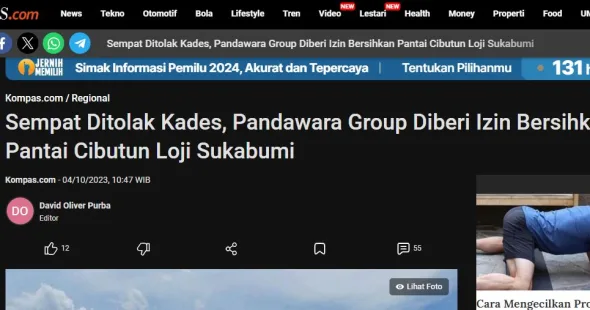 S.com News Tekno Otomotif Bola Lifestyle Tren Video NEW Lestari NEW Health Money Properti Food
Sempat Ditolak Kades, Pandawara Group Diberi Izin Bersihkan Pantai Cibutun Loji Sukabumi
JERNIH MEMILIH Simak Informasi Pemilu 2024, Akurat dan Tepercaya Tentukan Pilihanmu 131
Kompas.com / Regional
Sempat Ditolak Kades, Pandawara Group Diberi Izin Bersihk
Pantai Cibutun Loji Sukabumi
Kompas.com - 04/10/2023, 10:47 WIB
DO David Oliver Purba
Editor
12 55
Lihat Foto
Cara Mengecilkan Pro